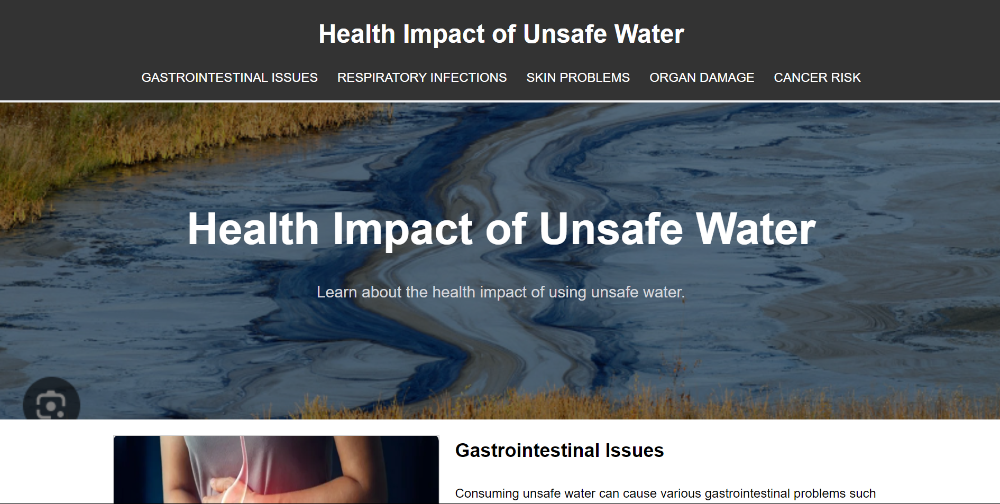 Health Impact of Unsafe Water
GASTROINTESTINAL ISSUES RESPIRATORY INFECTIONS SKIN PROBLEMS ORGAN DAMAGE CANCER RISK
Health Impact of Unsafe Water
Learn about the health impact of using unsafe water.
Gastrointestinal Issues
Consuming unsafe water can cause various gastrointestinal problems such